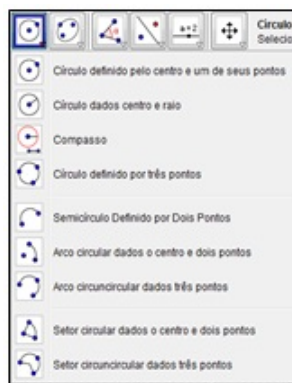 a=2
Círculo
Selecio
Círculo definido pelo centro e um de seus pontos
Círculo dados centro e raio
Compasso
Círculo definido por três pontos
Semicírculo Definido por Dois Pontos
Arco circular dados o centro e dois pontos
Arco circuncircular dados três pontos
Setor circular dados o centro e dois pontos
Setor circuncircular dados três pontos